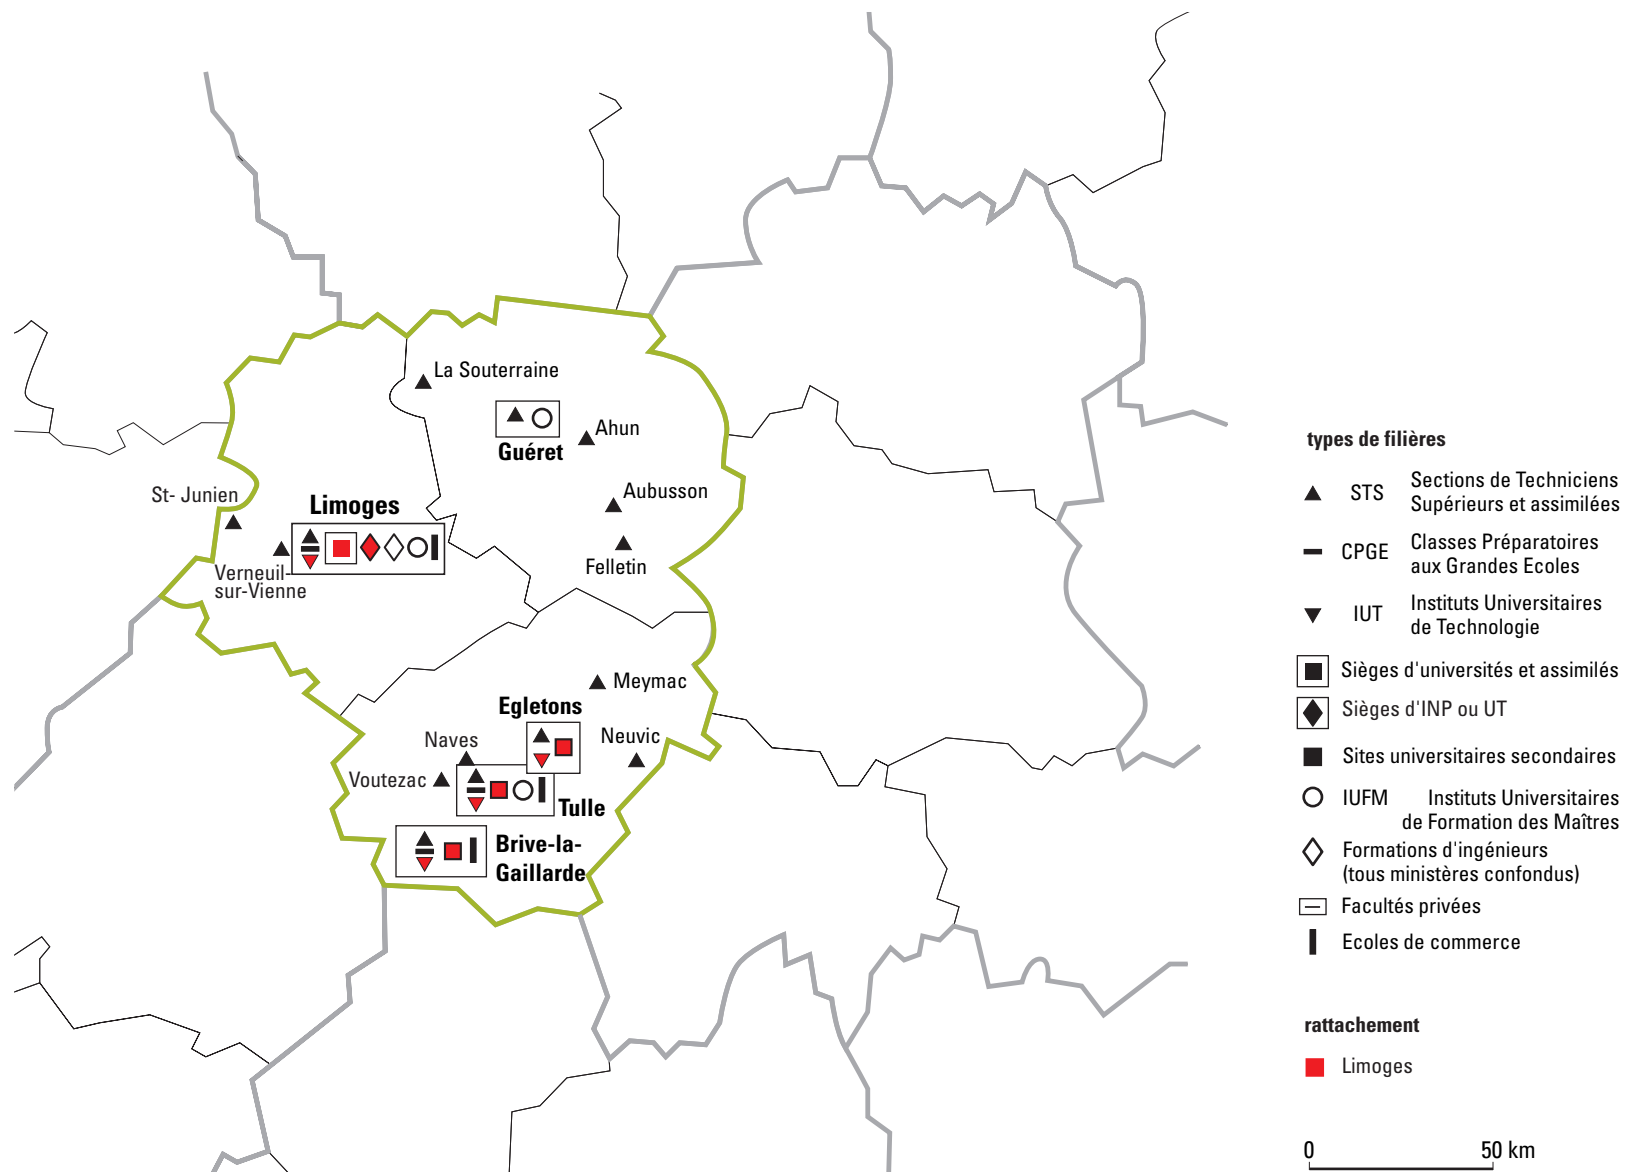 La Souterraine
Ahun
Guéret
St- Junien
Limoges
Aubusson
Verneuil-
sur-Vienne
Felletin
Meymac
Egletons
Naves
Neuvic
Voutezac
Tulle
Brive-la-
Gaillarde
types de filières
STS Sections de Techniciens
Supérieurs et assimilées
CPGE Classes Préparatoires
aux Grandes Ecoles
IUT Instituts Universitaires
de Technologie
Sièges d'universités et assimilés
Sièges d'INP ou UT
Sites universitaires secondaires
IUFM Instituts Universitaires
de Formation des Maîtres
Formations d'ingénieurs
(tous ministères confondus)
Facultés privées
Ecoles de commerce
rattachement
Limoges
0 50 km